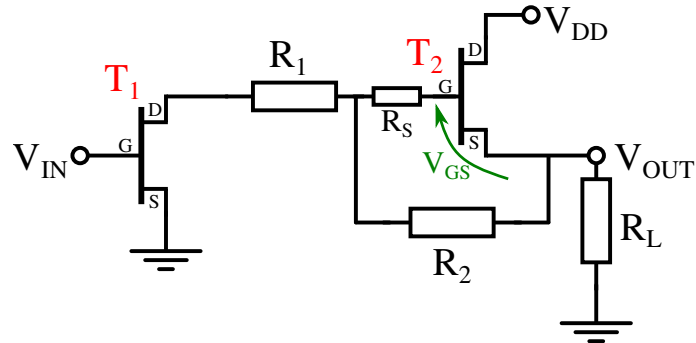 V_DD
T_1
R_1
T_2
D
G
R_S
S
D
G
S
V_IN
V_GS
V_OUT
R_2
R_L